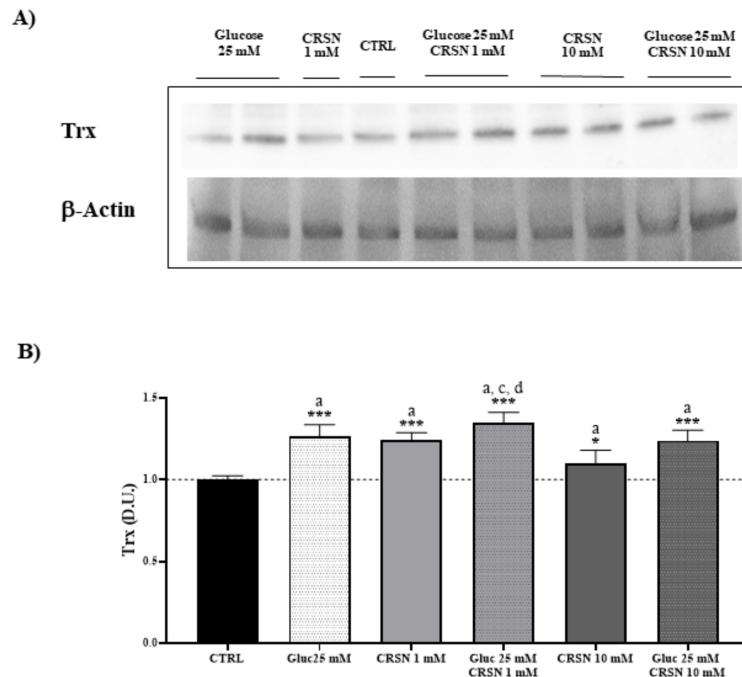 A)
Glucose
25 mM
CRSN
1 mM
CTRL
Glucose 25 mM
CRSN 1 mM
CRSN
10 mM
Glucose 25 mM
CRSN 10 mM
Trx
β-Actin
B)
Trx (D.U.)
1.5
1.0
0.5
0.0
a
***
a
***
a, c, d
***
a
*
a
***
CTRL
Gluc25 mM
CRSN 1 mM
Gluc 25 mM
CRSN 1 mM
CRSN 10 mM
Gluc 25 mM
CRSN 10 mM